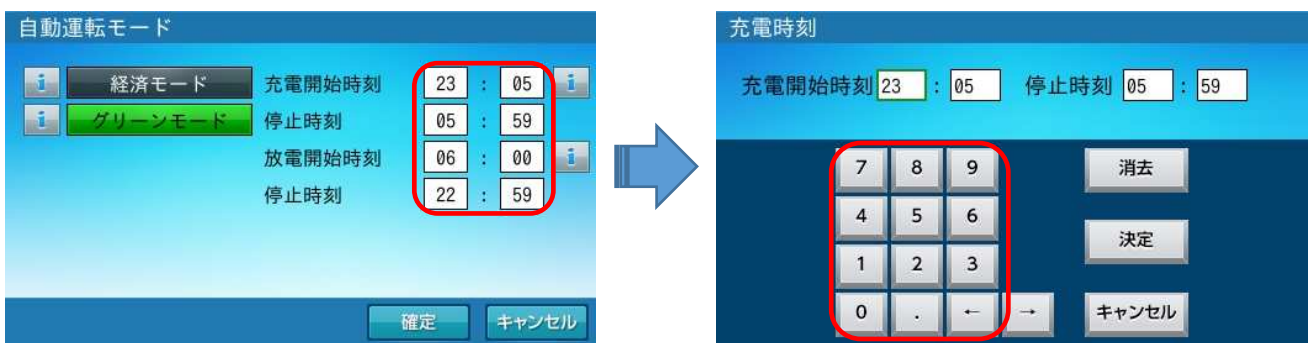 自動運転モード
i 経済モード 充電開始時刻 23 : 05 i
i グリーンモード 停止時刻 05 : 59
放電開始時刻 06 : 00 i
停止時刻 22 : 59
確定 キャンセル
充電時刻
充電開始時刻 23 : 05 停止時刻 05 : 59
7 8 9 消去
4 5 6
決定
1 2 3
0 . ← → キャンセル